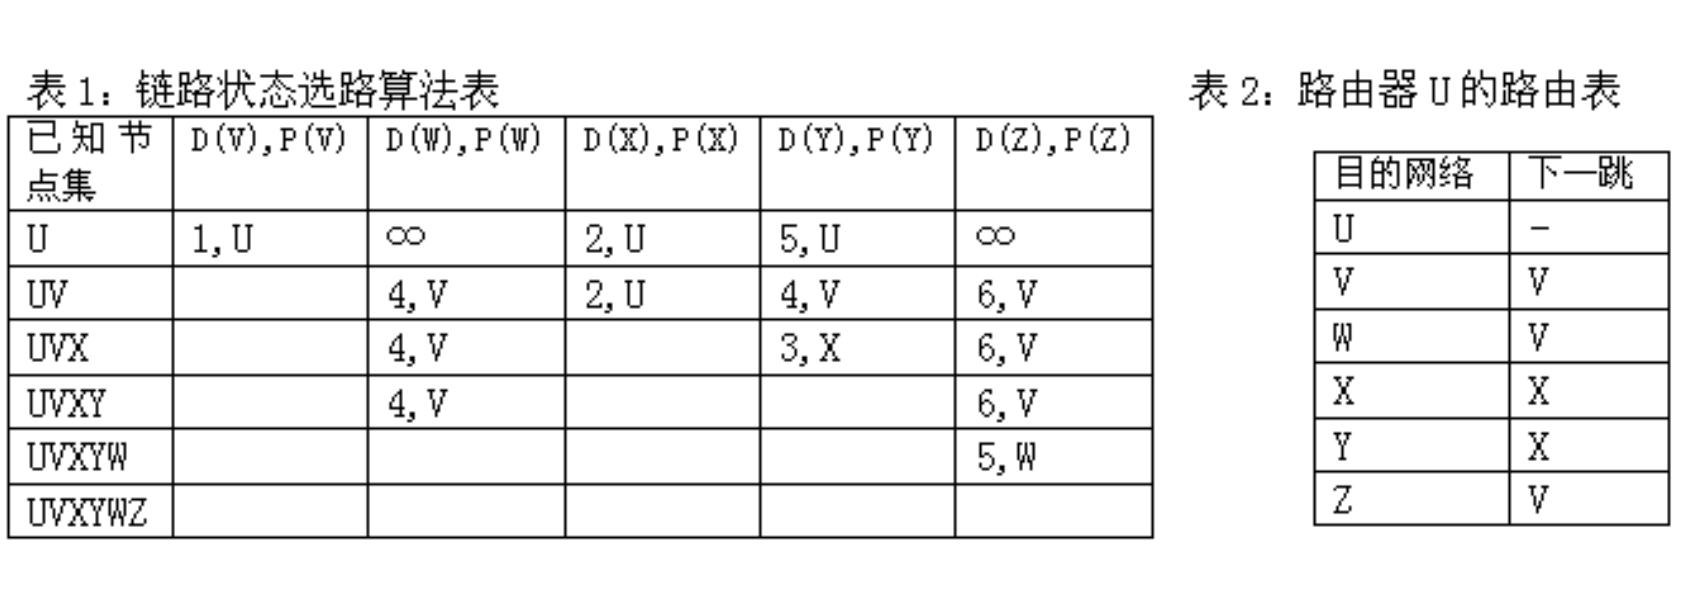 表1：链路状态选路算法表
已知节点集 D(V),P(V) D(W),P(W) D(X),P(X) D(Y),P(Y) D(Z),P(Z)
U 1,U ∞ 2,U 5,U ∞
UV 4,V 2,U 4,V 6,V
UVX 4,V 3,X 6,V
UVXY 4,V 6,V
UVXYW 5,W
UVXYWZ
表2：路由器U的路由表
目的网络 下一跳
U -
V V
W V
X X
Y X
Z V